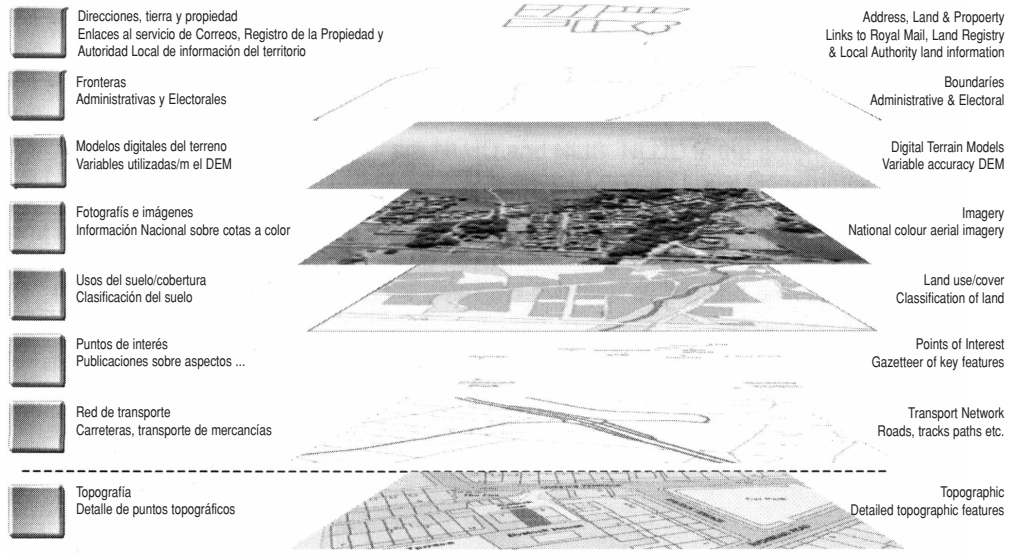 Direcciones, tierra y propiedad
Enlaces al servicio de Correos, Registro de la Propiedad y
Autoridad Local de información del territorio
Address, Land & Propoerty
Links to Royal Mail, Land Registry
& Local Authority land information
Fronteras
Administrativas y Electorales
Boundaríes
Administrative & Electoral
Modelos digitales del terreno
Variables utilizadas/m el DEM
Digital Terrain Models
Variable accuracy DEM
Fotografís e imágenes
Información Nacional sobre cotas a color
Imagery
National colour aerial imagery
Usos del suelo/cobertura
Clasificación del suelo
Land use/cover
Classification of land
Puntos de interés
Publicaciones sobre aspectos ...
Points of Interest
Gazetteer of key features
Red de transporte
Carreteras, transporte de mercancías
Transport Network
Roads, tracks paths etc.
Topografía
Detalle de puntos topográficos
Topographic
Detailed topographic features